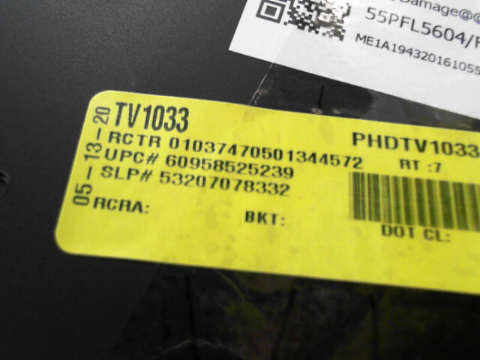 Damage@
55PFL5604/F
ME1A19432016105
05-13-20
TV1033
PHDTV1033
RCTR 01037470501344572
RT :7
UPC# 60958525239
SLP# 53207078332
RCRA:
BKT:
DOT CL: